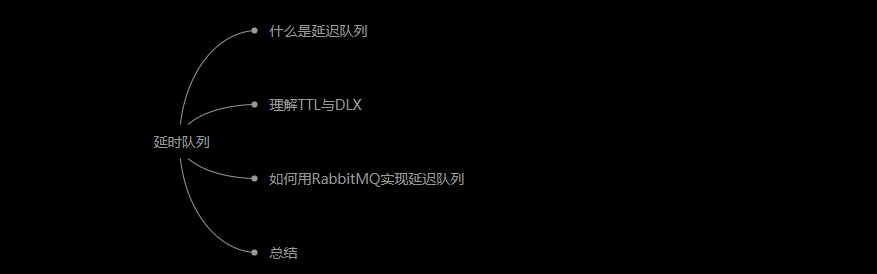 什么是延迟队列
理解TTL与DLX
延时队列
如何用RabbitMQ实现延迟队列
总结